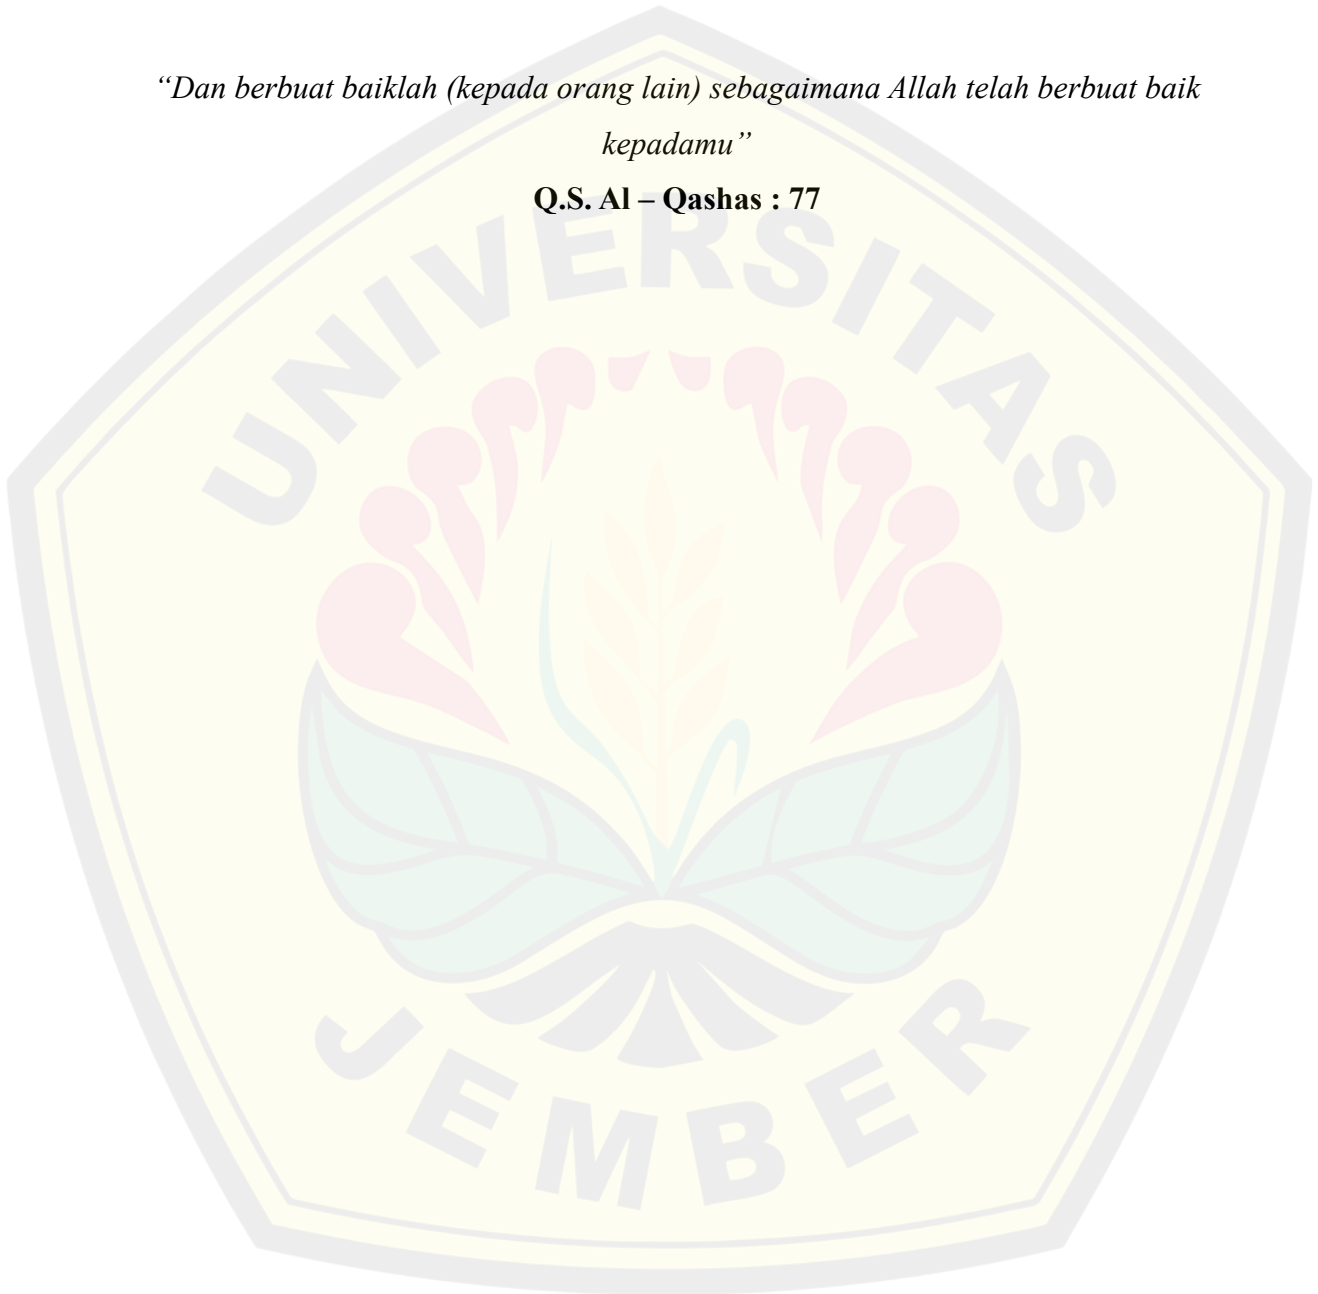 “Dan berbuat baiklah (kepada orang lain) sebagaimana Allah telah berbuat baik
kepadamu”
Q.S. Al – Qashas : 77
UNIVERSITAS
JEMBER